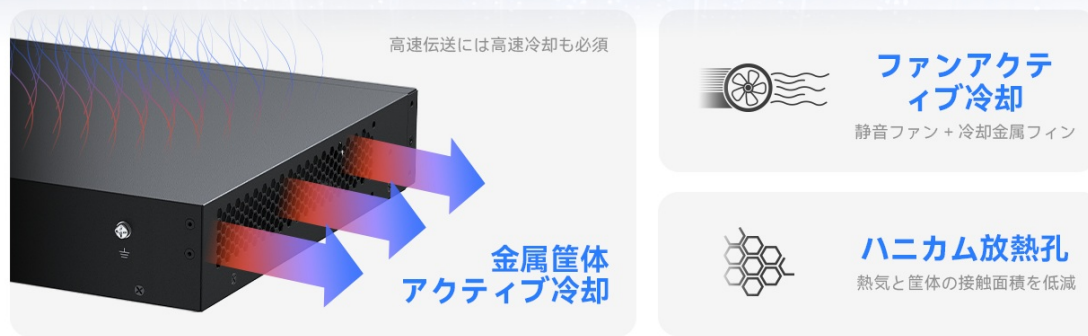 高速伝送には高速冷却も必須
金属筐体
アクティブ冷却
ファンアクテ
ィブ冷却
静音ファン + 冷却金属フィン
ハニカム放熱孔
熱気と筐体の接触面積を低減